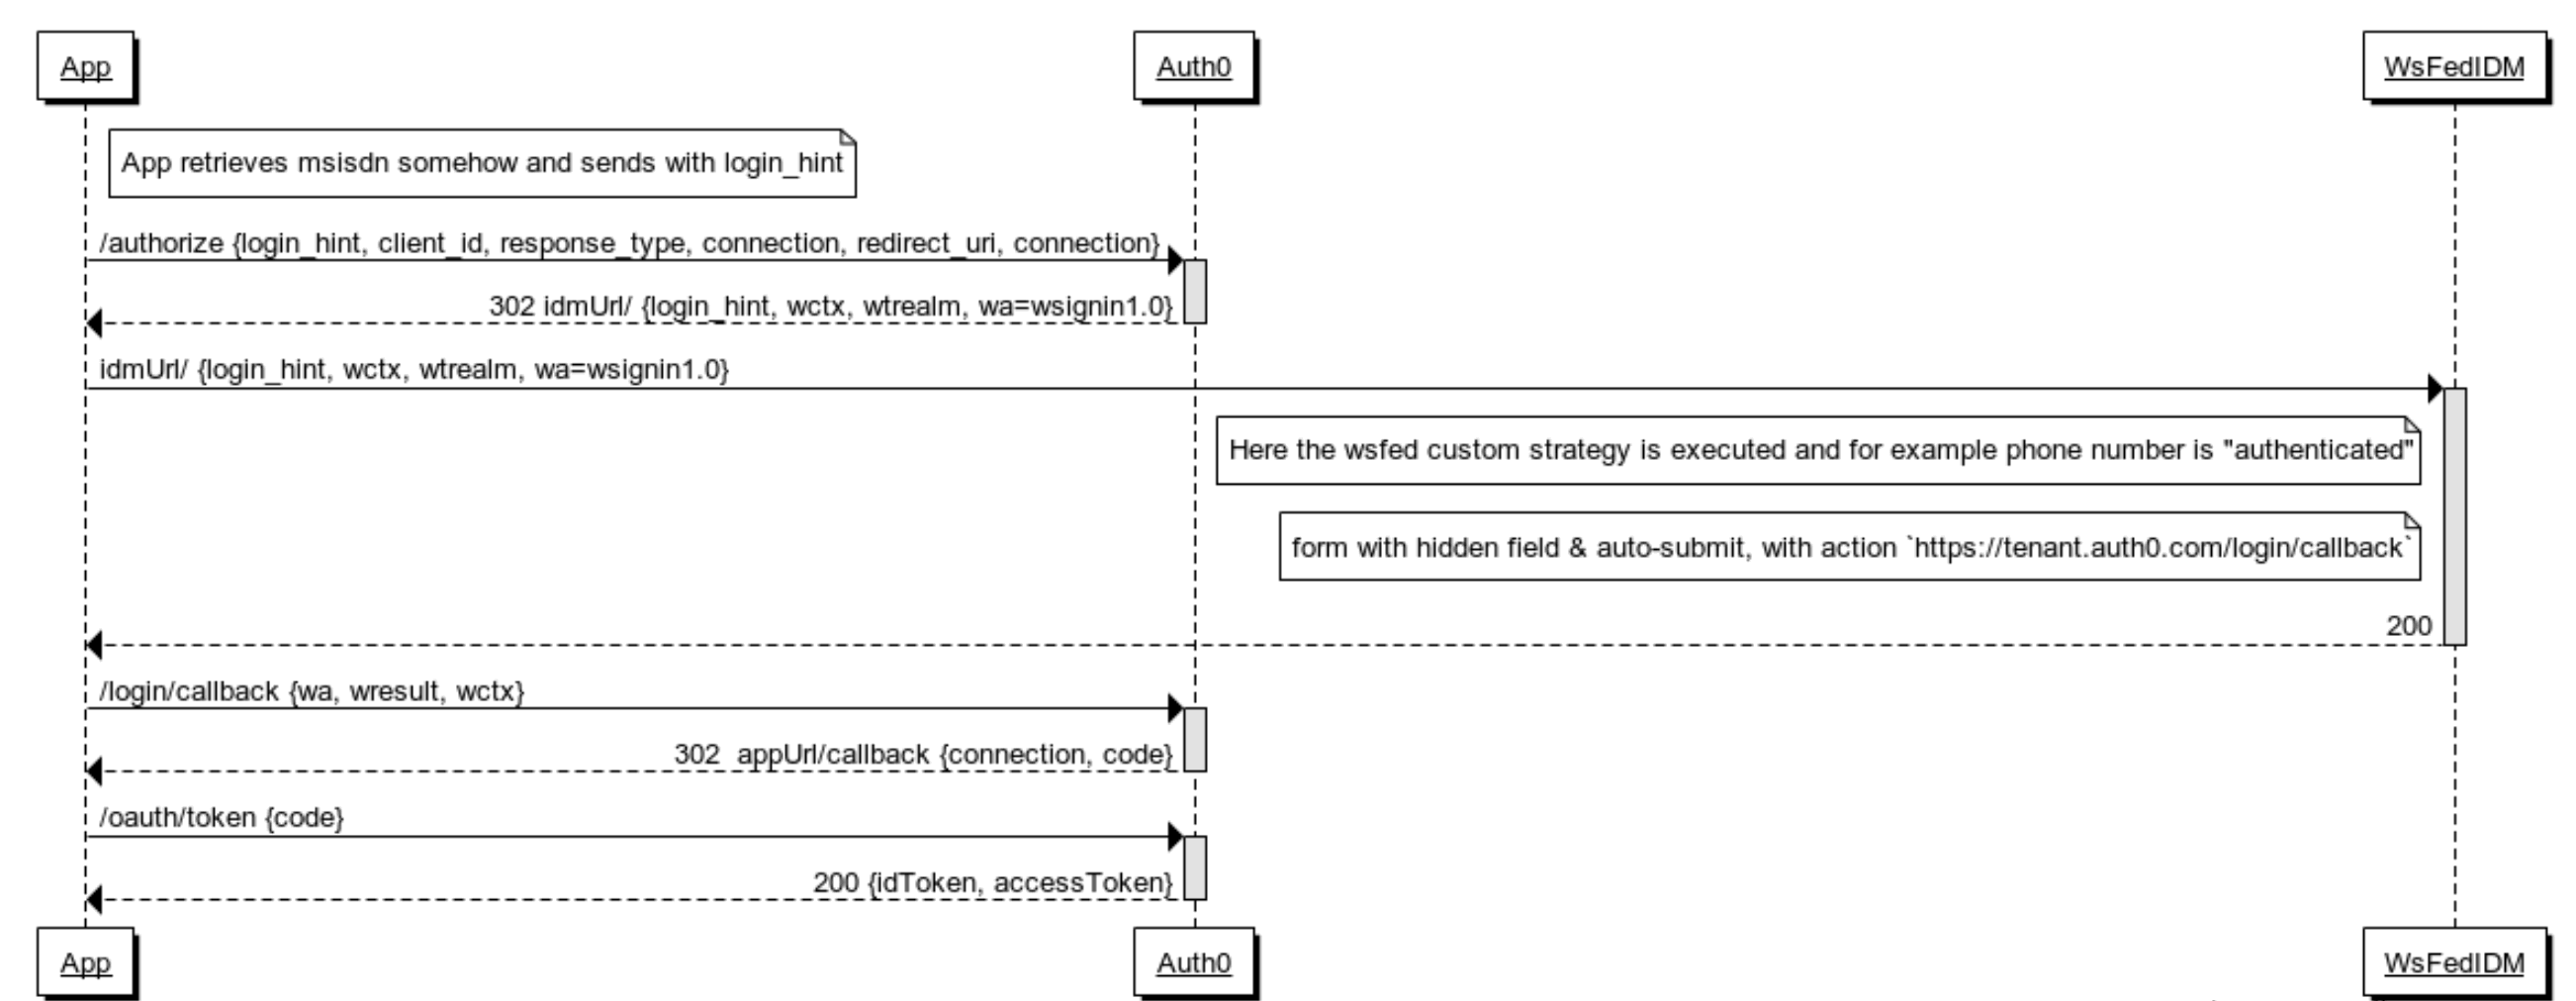 App
Auth0
WsFedIDM
App retrieves msisdn somehow and sends with login_hint
/authorize {login_hint, client_id, response_type, connection, redirect_uri, connection}
302 idmUrl/ {login_hint, wctx, wtrealm, wa=wsignin1.0}
idmUrl/ {login_hint, wctx, wtrealm, wa=wsignin1.0}
Here the wsfed custom strategy is executed and for example phone number is "authenticated"
form with hidden field & auto-submit, with action `https://tenant.auth0.com/login/callback`
200
/login/callback {wa, wresult, wctx}
302 appUrl/callback {connection, code}
/oauth/token {code}
200 {idToken, accessToken}
App
Auth0
WsFedIDM